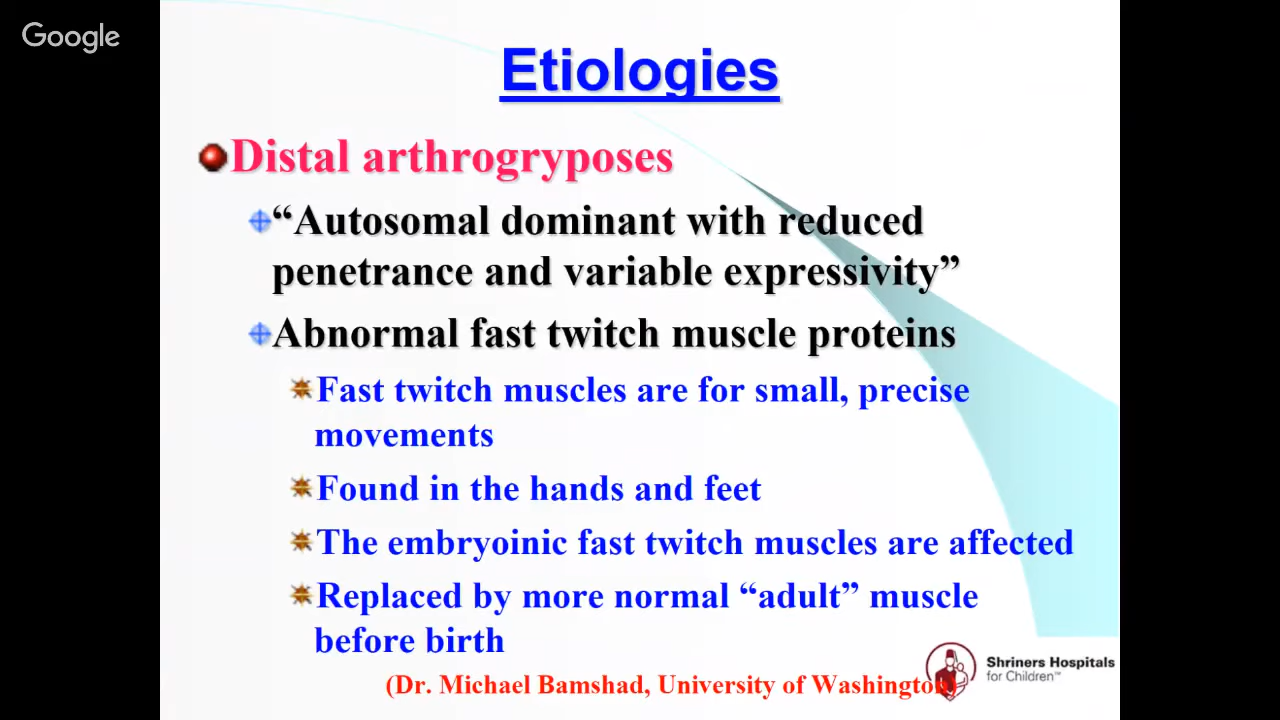 Google
Etiologies
Distal arthrogryposes
“Autosomal dominant with reduced
penetrance and variable expressivity”
Abnormal fast twitch muscle proteins
Fast twitch muscles are for small, precise
movements
Found in the hands and feet
The embryoinic fast twitch muscles are affected
Replaced by more normal “adult” muscle
before birth
(Dr. Michael Bamshad, University of Washington)
Shriners Hospitals
for Children™